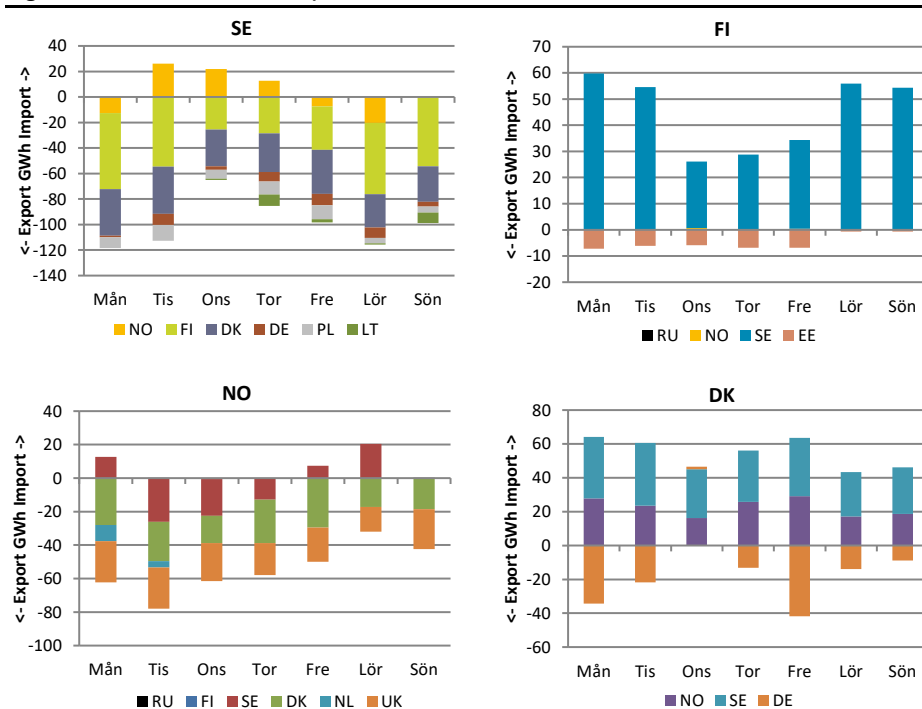 SE
<- Export GWh Import ->
40
20
0
-20
-40
-60
-80
-100
-120
-140
Mån Tis Ons Tor Fre Lör Sön
NO FI DK DE PL LT
FI
<- Export GWh Import ->
70
60
50
40
30
20
10
0
-10
-20
Mån Tis Ons Tor Fre Lör Sön
RU NO SE EE
NO
<- Export GWh Import ->
40
20
0
-20
-40
-60
-80
-100
Mån Tis Ons Tor Fre Lör Sön
RU FI SE DK NL UK
DK
<- Export GWh Import ->
80
60
40
20
0
-20
-40
-60
Mån Tis Ons Tor Fre Lör Sön
NO SE DE